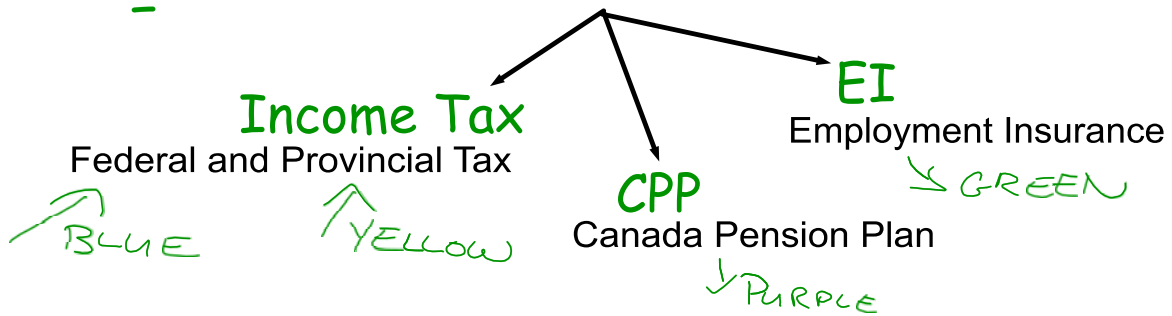 EI
Employment Insurance
GREEN
Income Tax
Federal and Provincial Tax
BLUE
YELLOW
CPP
Canada Pension Plan
PURPLE